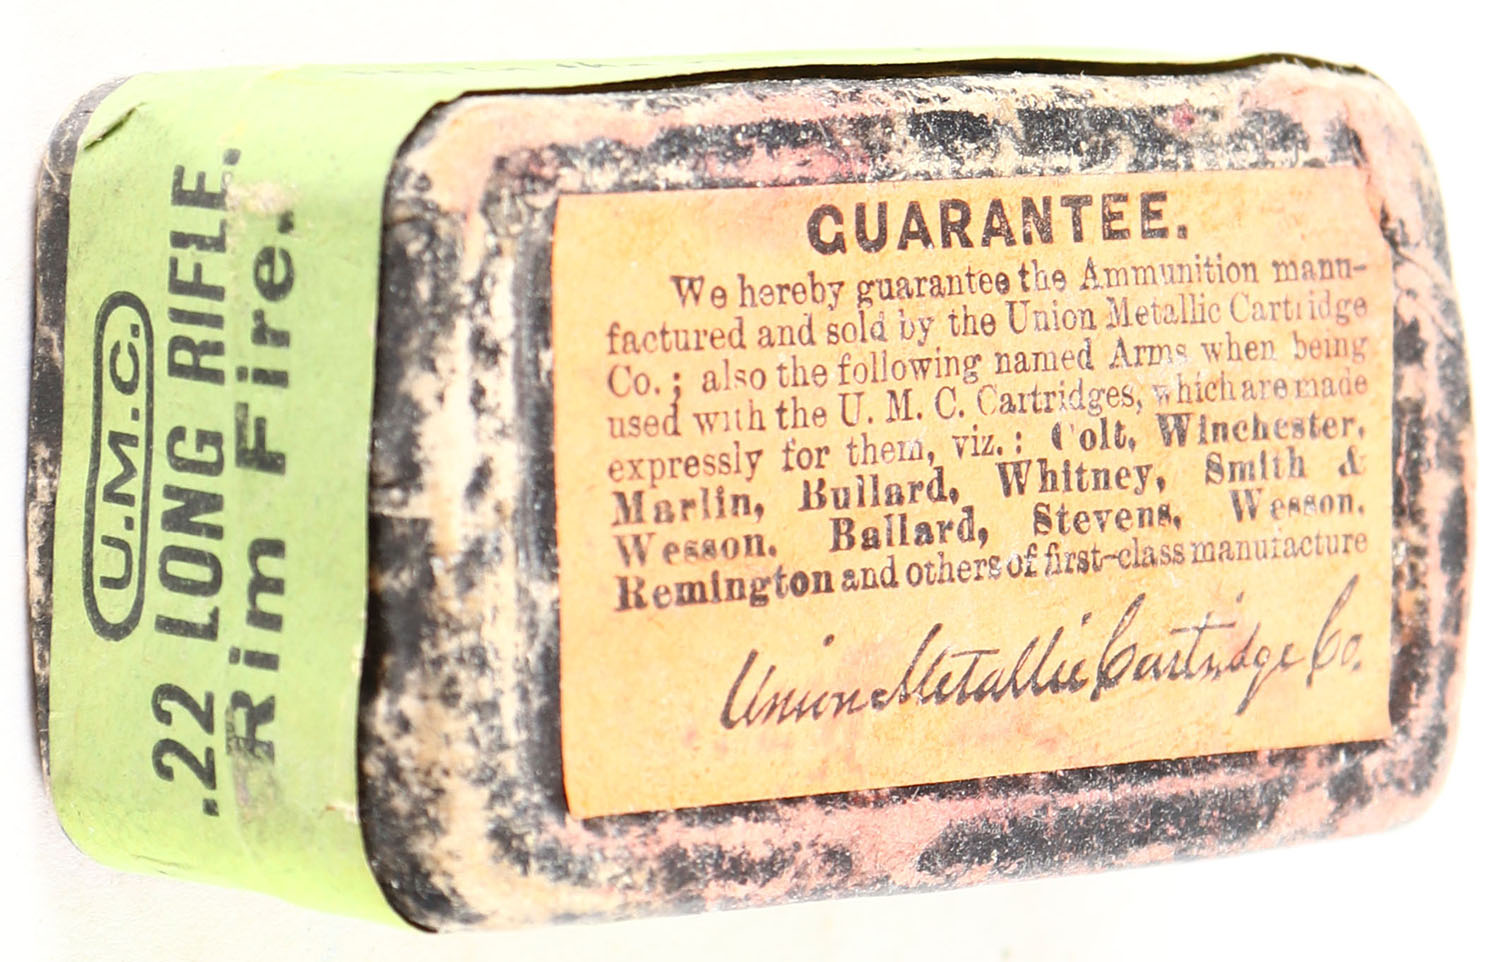 GUARANTEE.
We hereby guarantee the Ammunition manu-
factured and sold by the Union Metallic Cartridge
Co.; also the following named Arms when being
used with the U. M. C. Cartridges, which are made
expressly for them, viz.: Colt, Winchester,
Marlin, Bullard, Whitney, Smith &
Wesson. Ballard, Stevens, Wesson.
Remington and others of first-class manufacture
Union Metallic Cartridge Co.
U.M.C.
.22 LONG RIFLE.
Rim Fire.